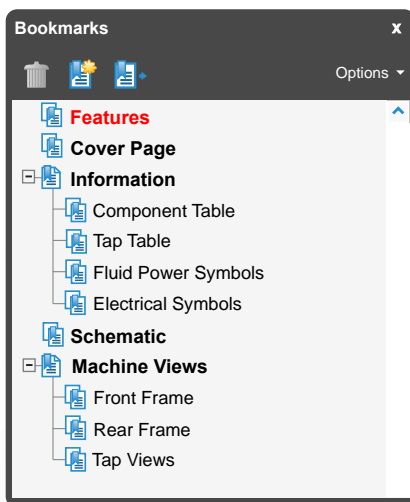 Bookmarks x
Options
Features
Cover Page
Information
Component Table
Tap Table
Fluid Power Symbols
Electrical Symbols
Schematic
Machine Views
Front Frame
Rear Frame
Tap Views